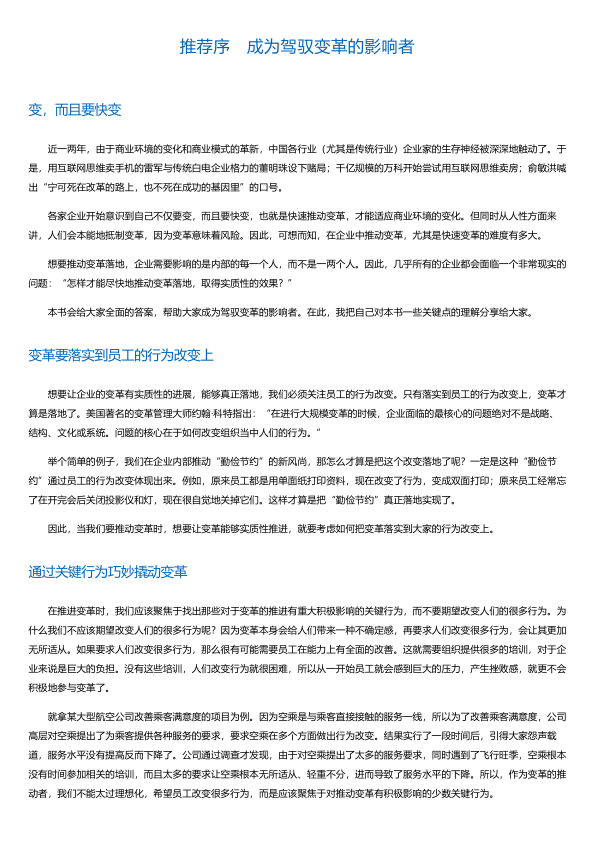 推荐序　成为驾驭变革的影响者
变，而且要快变
近一两年，由于商业环境的变化和商业模式的革新，中国各行业（尤其是传统行业）企业家的生存神经被深深地触动了。于
是，用互联网思维卖手机的雷军与传统白电企业格力的董明珠设下赌局；千亿规模的万科开始尝试用互联网思维卖房；俞敏洪喊
出“宁可死在改革的路上，也不死在成功的基因里”的口号。
各家企业开始意识到自己不仅要变，而且要快变，也就是快速推动变革，才能适应商业环境的变化。但同时从人性方面来
讲，人们会本能地抵制变革，因为变革意味着风险。因此，可想而知，在企业中推动变革，尤其是快速变革的难度有多大。
想要推动变革落地，企业需要影响的是内部的每一个人，而不是一两个人。因此，几乎所有的企业都会面临一个非常现实的
问题：“怎样才能尽快地推动变革落地，取得实质性的效果？”
本书会给大家全面的答案，帮助大家成为驾驭变革的影响者。在此，我把自己对本书一些关键点的理解分享给大家。
变革要落实到员工的行为改变上
想要让企业的变革有实质性的进展，能够真正落地，我们必须关注员工的行为改变。只有落实到员工的行为改变上，变革才
算是落地了。美国著名的变革管理大师约翰·科特指出：“在进行大规模变革的时候，企业面临的最核心的问题绝对不是战略、
结构、文化或系统。问题的核心在于如何改变组织当中人们的行为。”
举个简单的例子，我们在企业内部推动“勤俭节约”的新风尚，那怎么才算是把这个改变落地了呢？一定是这种“勤俭节
约”通过员工的行为改变体现出来。例如，原来员工都是用单面纸打印资料，现在改变了行为，变成双面打印；原来员工经常忘
了在开完会后关闭投影仪和灯，现在很自觉地关掉它们。这样才算是把“勤俭节约”真正落地实现了。
因此，当我们要推动变革时，想要让变革能够实质性推进，就要考虑如何把变革落实到大家的行为改变上。
通过关键行为巧妙撬动变革
在推进变革时，我们应该聚焦于找出那些对于变革的推进有重大积极影响的关键行为，而不要期望改变人们的很多行为。为
什么我们不应该期望改变人们的很多行为呢？因为变革本身会给人们带来一种不确定感，再要求人们改变很多行为，会让其更加
无所适从。如果要求人们改变很多行为，那么很有可能需要员工在能力上有全面的改善。这就需要组织提供很多的培训，对于企
业来说是巨大的负担。没有这些培训，人们改变行为就很困难，所以从一开始员工就会感到巨大的压力，产生挫败感，就更不会
积极地参与变革了。
就拿某大型航空公司改善乘客满意度的项目为例。因为空乘是与乘客直接接触的服务一线，所以为了改善乘客满意度，公司
高层对空乘提出了为乘客提供各种服务的要求，要求空乘在多个方面做出行为改变。结果实行了一段时间后，引得大家怨声载
道，服务水平没有提高反而下降了。公司通过调查才发现，由于对空乘提出了太多的服务要求，同时遇到了飞行旺季，空乘根本
没有时间参加相关的培训，而且太多的要求让空乘根本无所适从、轻重不分，进而导致了服务水平的下降。所以，作为变革的推
动者，我们不能太过理想化，希望员工改变很多行为，而是应该聚焦于对推动变革有积极影响的少数关键行为。